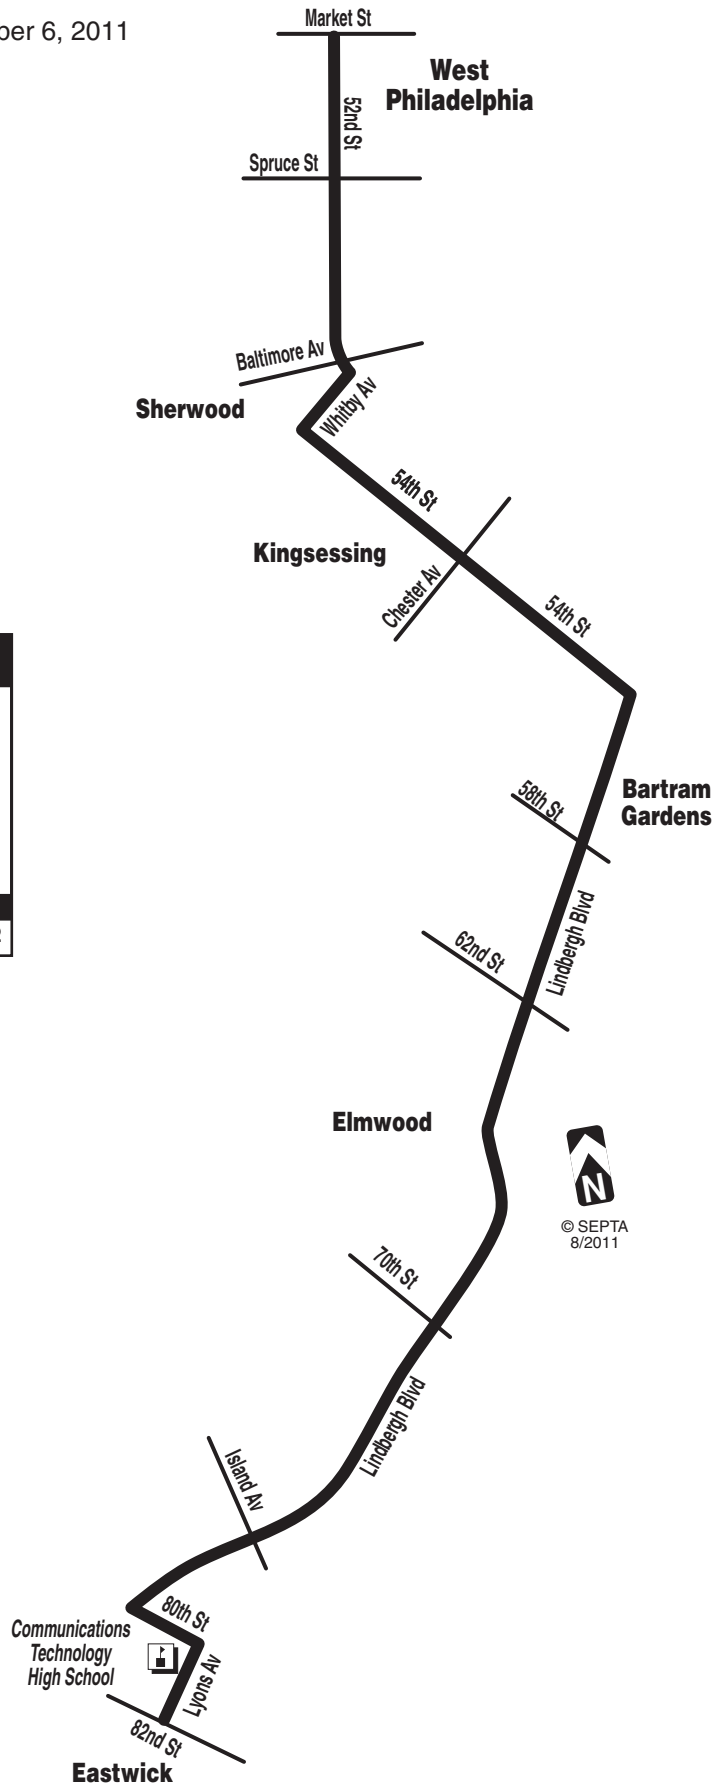 6, 2011
Market St
West
Philadelphia
52nd St
Spruce St
Baltimore Av
Sherwood
Whitby Av
54th St
Kingsessing
Chester Av
54th St
58th St
Bartram
Gardens
Lindbergh Blvd
62nd St
Elmwood
N
© SEPTA
8/2011
70th St
Lindbergh Blvd
Island Av
80th St
Communications
Technology
High School
Lyons Av
82nd St
Eastwick